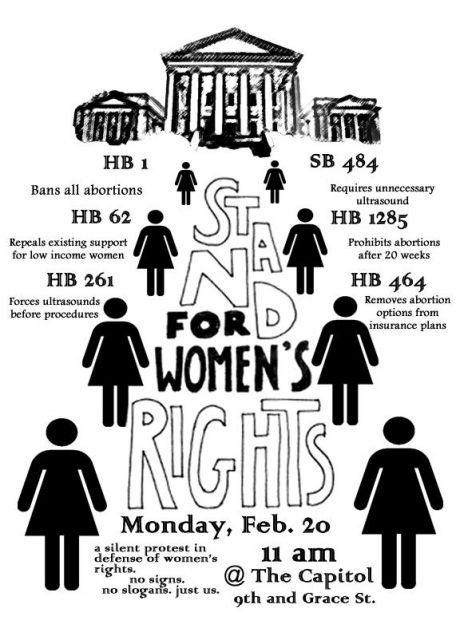 HB 1
SB 484
Bans all abortions
Requires unnecessary
ultrasound
HB 62
HB 1285
Repeals existing support
for low income women
Prohibits abortions
after 20 weeks
HB 261
HB 464
Forces ultrasounds
before procedures
Removes abortion
options from
insurance plans
STAND
FOR
WOMEN'S
RIGHTS
Monday, Feb. 20
a silent protest in
defense of women's
rights.
no signs.
no slogans. just us.
11 am
@ The Capitol
9th and Grace St.